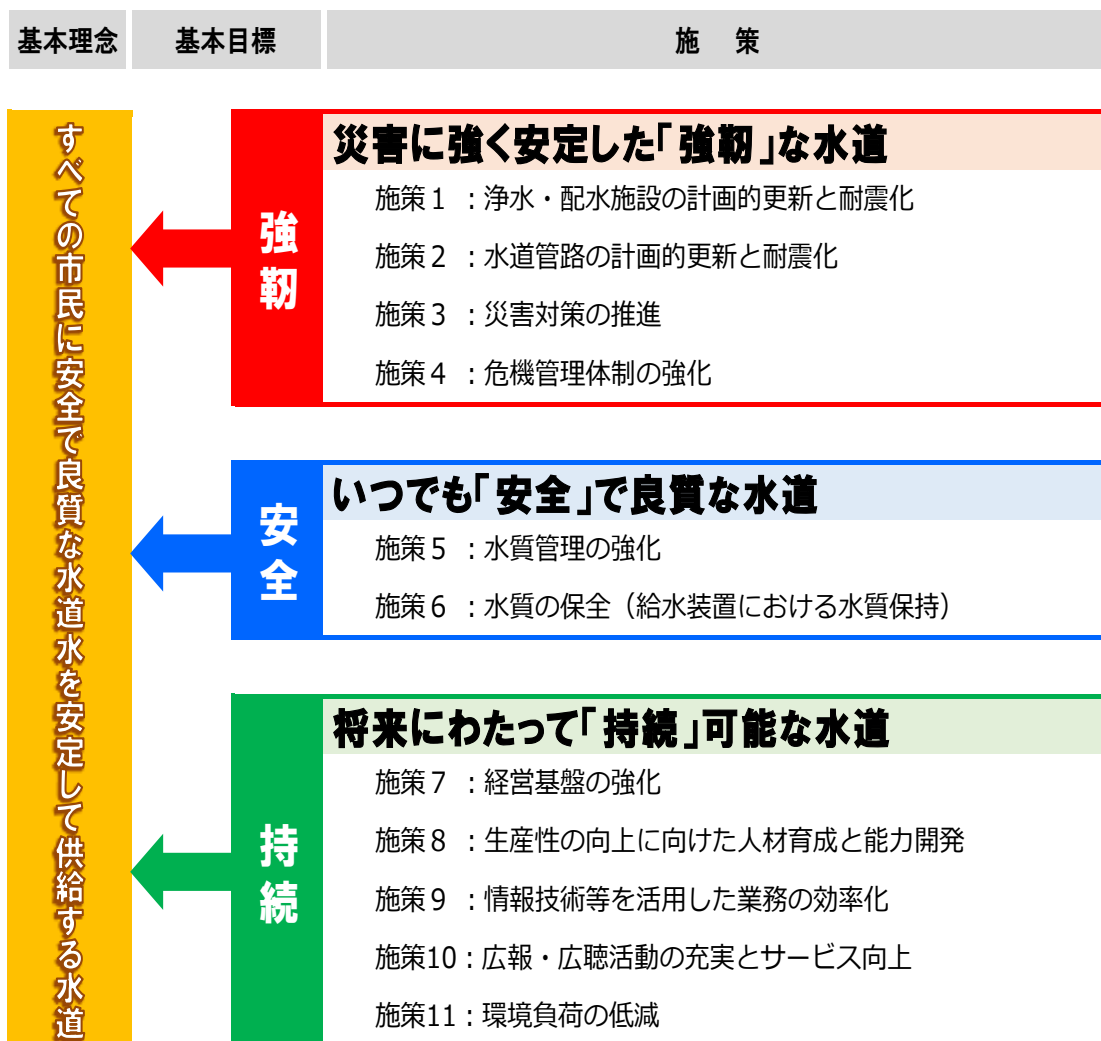 基本理念
基本目標
施 策
すべての市民に安全で良質な水道水を安定して供給する水道
強靭
災害に強く安定した「強靭」な水道
施策１：浄水・配水施設の計画的更新と耐震化
施策２：水道管路の計画的更新と耐震化
施策３：災害対策の推進
施策４：危機管理体制の強化
安全
いつでも「安全」で良質な水道
施策５：水質管理の強化
施策６：水質の保全（給水装置における水質保持）
持続
将来にわたって「持続」可能な水道
施策７：経営基盤の強化
施策８：生産性の向上に向けた人材育成と能力開発
施策９：情報技術等を活用した業務の効率化
施策10：広報・広聴活動の充実とサービス向上
施策11：環境負荷の低減